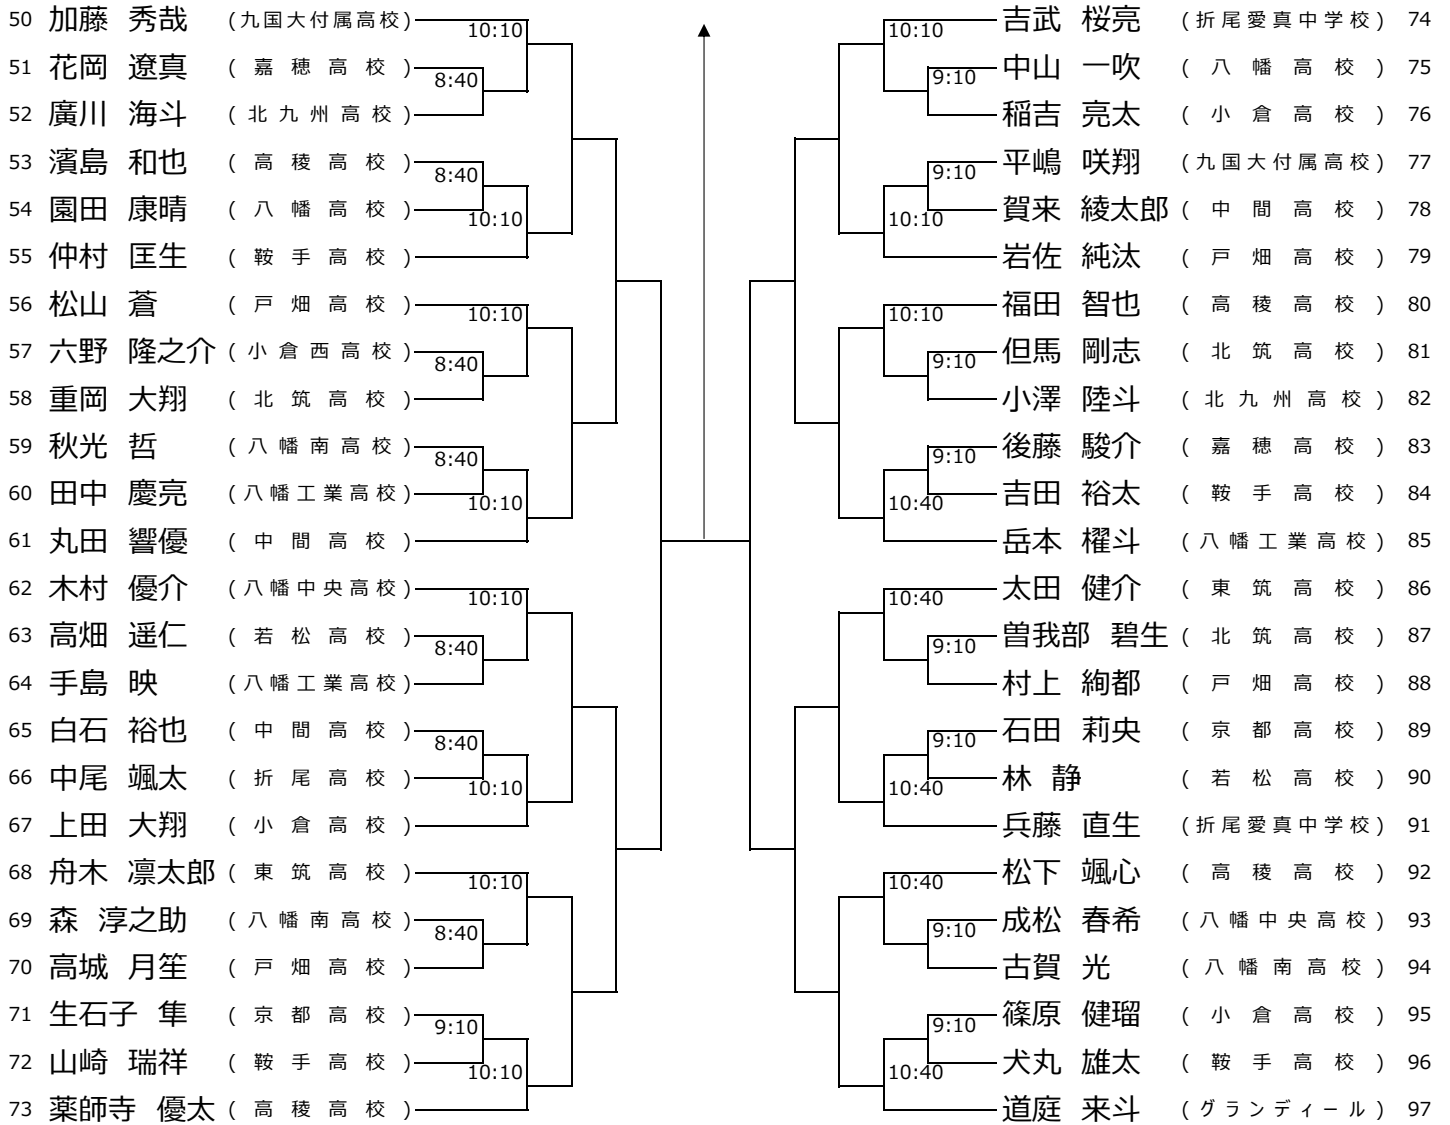 50 加藤 秀哉 (九国大付属高校) 10:10
51 花岡 遼真 (嘉穂高校) 8:40
52 廣川 海斗 (北九州高校)
53 濱島 和也 (高稜高校) 8:40
54 園田 康晴 (八幡高校) 10:10
55 仲村 匡生 (鞍手高校)
56 松山 蒼 (戸畑高校) 10:10
57 六野 隆之介 (小倉西高校) 8:40
58 重岡 大翔 (北筑高校)
59 秋光 哲 (八幡南高校) 8:40
60 田中 慶亮 (八幡工業高校) 10:10
61 丸田 響優 (中間高校)
62 木村 優介 (八幡中央高校) 10:10
63 高畑 遥仁 (若松高校) 8:40
64 手島 映 (八幡工業高校)
65 白石 裕也 (中間高校) 8:40
66 中尾 颯太 (折尾高校) 10:10
67 上田 大翔 (小倉高校)
68 舟木 凛太郎 (東筑高校) 10:10
69 森 淳之助 (八幡南高校) 8:40
70 高城 月笙 (戸畑高校)
71 生石子 隼 (京都高校) 9:10
72 山崎 瑞祥 (鞍手高校) 10:10
73 薬師寺 優太 (高稜高校)
10:10 吉武 桜亮 (折尾愛真中学校) 74
9:10 中山 一吹 (八幡高校) 75
稲吉 亮太 (小倉高校) 76
9:10 平嶋 咲翔 (九国大付属高校) 77
10:10 賀来 綾太郎 (中間高校) 78
岩佐 純汰 (戸畑高校) 79
10:10 福田 智也 (高稜高校) 80
9:10 但馬 剛志 (北筑高校) 81
小澤 陸斗 (北九州高校) 82
9:10 後藤 駿介 (嘉穂高校) 83
10:40 吉田 裕太 (鞍手高校) 84
岳本 櫂斗 (八幡工業高校) 85
10:40 太田 健介 (東筑高校) 86
9:10 曽我部 碧生 (北筑高校) 87
村上 絢都 (戸畑高校) 88
9:10 石田 莉央 (京都高校) 89
10:40 林 静 (若松高校) 90
兵藤 直生 (折尾愛真中学校) 91
10:40 松下 颯心 (高稜高校) 92
9:10 成松 春希 (八幡中央高校) 93
古賀 光 (八幡南高校) 94
9:10 篠原 健瑠 (小倉高校) 95
10:40 犬丸 雄太 (鞍手高校) 96
道庭 来斗 (グランディール) 97